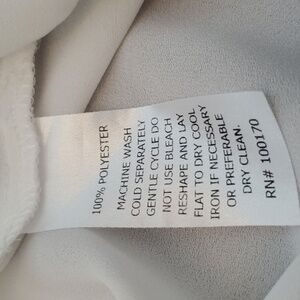 100% POLYESTER
MACHINE WASH
COLD SEPARATELY
GENTLE CYCLE DO
NOT USE BLEACH
RESHAPE AND LAY
FLAT TO DRY COOL
IRON IF NECESSARY
OR PREFERABLE
DRY CLEAN.
RN# 100170